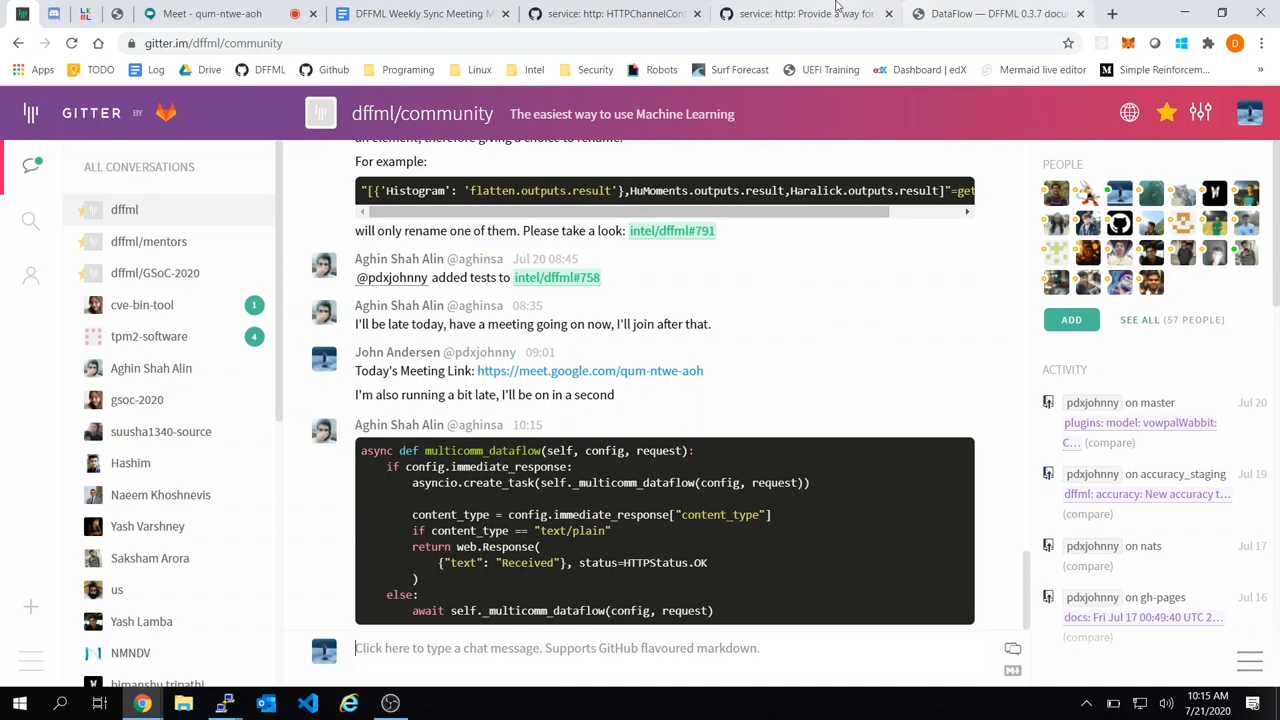 Meet - qum-ntwe-aoh
DFFML Weekly Sync Meeting M
service: http: HTTPChannelConf
service: http: Provide a way for
DataFlow — DFFML 0.3.7 docu
gitter.im/dffml/community
D
Apps
TODO
Log
Drive
DFFML
Github
Programing
Linux
Intel
Security
Robots
Surf Forecast
UEFI Training
Dashboard | edX
Mermaid live editor
Simple Reinforcem...
»
GITTER BY
dffml/community
The easiest way to use Machine Learning
ALL CONVERSATIONS
dffml
dffml/mentors
dffml/GSoC-2020
cve-bin-tool 1
tpm2-software 4
Aghin Shah Alin
gsoc-2020
suusha1340-source
Hashim
Naeem Khoshnevis
Yash Varshney
Saksham Arora
us
Yash Lamba
NMNDV
himanshu tripathi
an element, therefore giving a choice to rename.
For example:
"[{'Histogram': 'flatten.outputs.result'},HuMoments.outputs.result,Haralick.outputs.result]"=get
will only rename one of them. Please take a look: intel/dffml#791
Aghin Shah Alin @aghinsa Jul 20 08:45
@pdxjohnny added tests to intel/dffml#758
Aghin Shah Alin @aghinsa 08:35
I'll be late today, have a meeting going on now, I'll join after that.
John Andersen @pdxjohnny 09:01
Today's Meeting Link: https://meet.google.com/qum-ntwe-aoh
I'm also running a bit late, I'll be on in a second
Aghin Shah Alin @aghinsa 10:15
async def multicomm_dataflow(self, config, request):
if config.immediate_response:
asyncio.create_task(self._multicomm_dataflow(config, request))
content_type = config.immediate_response["content_type"]
if content_type == "text/plain"
return web.Response(
{"text": "Received"}, status=HTTPStatus.OK
)
else:
await self._multicomm_dataflow(config, request)
Click here to type a chat message. Supports GitHub flavoured markdown.
PEOPLE
ADD
SEE ALL (57 PEOPLE)
ACTIVITY
pdxjohnny on master Jul 20
plugins: model: vowpalWabbit:
C... (compare)
pdxjohnny on accuracy_staging Jul 19
dffml: accuracy: New accuracy t...
(compare)
pdxjohnny on nats Jul 17
(compare)
pdxjohnny on gh-pages Jul 16
docs: Fri Jul 17 00:49:40 UTC 2...
(compare)
10:15 AM
7/21/2020